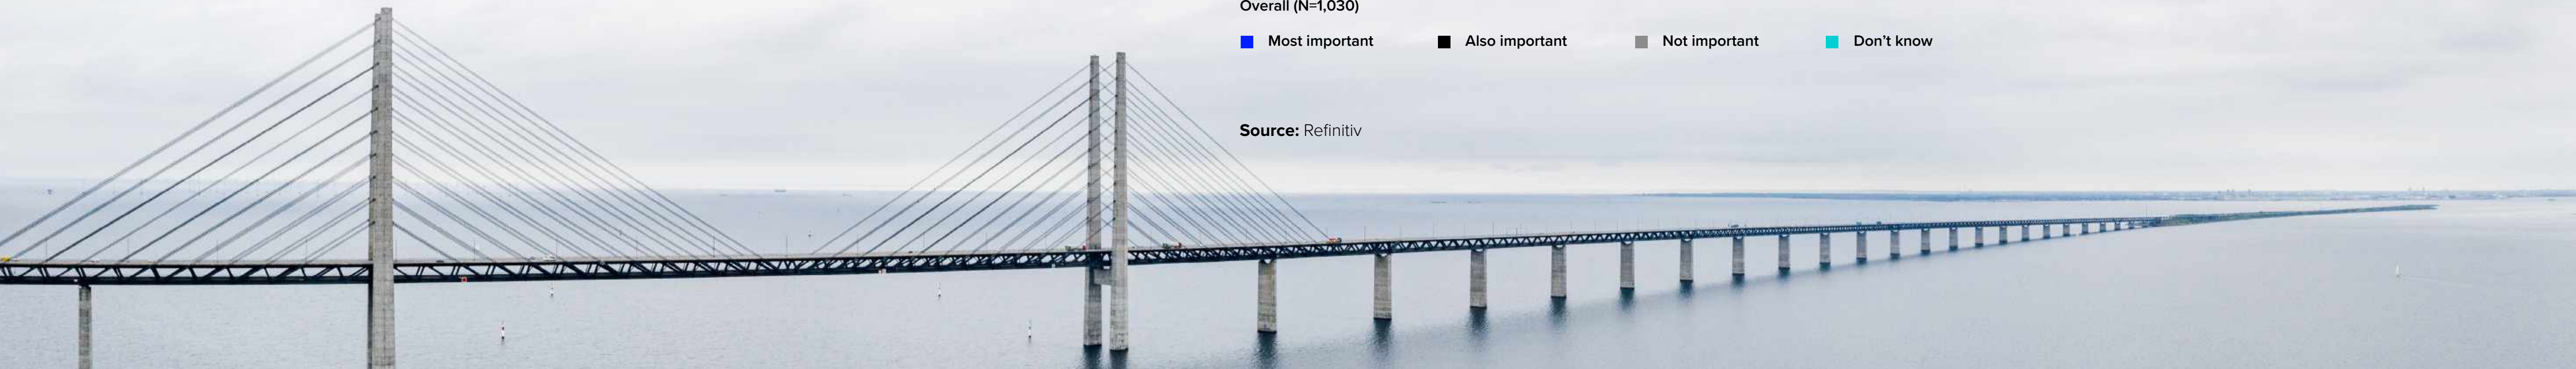 Overall (N=1,030)
Most important Also important Not important Don't know
Source: Refinitiv